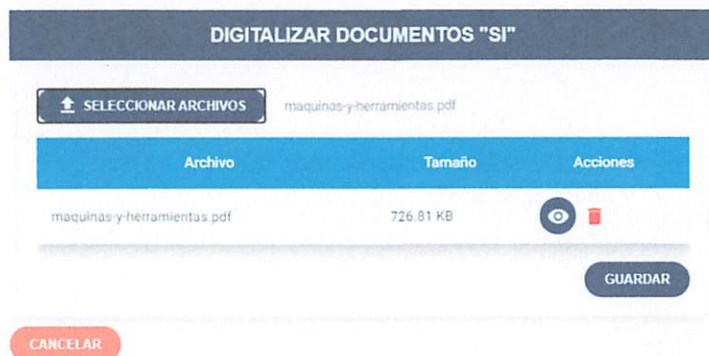 DIGITALIZAR DOCUMENTOS "SI"
SELECCIONAR ARCHIVOS maquinas-y-herramientas.pdf
Archivo Tamaño Acciones
maquinas-y-herramientas.pdf 726.81 KB
GUARDAR
CANCELAR